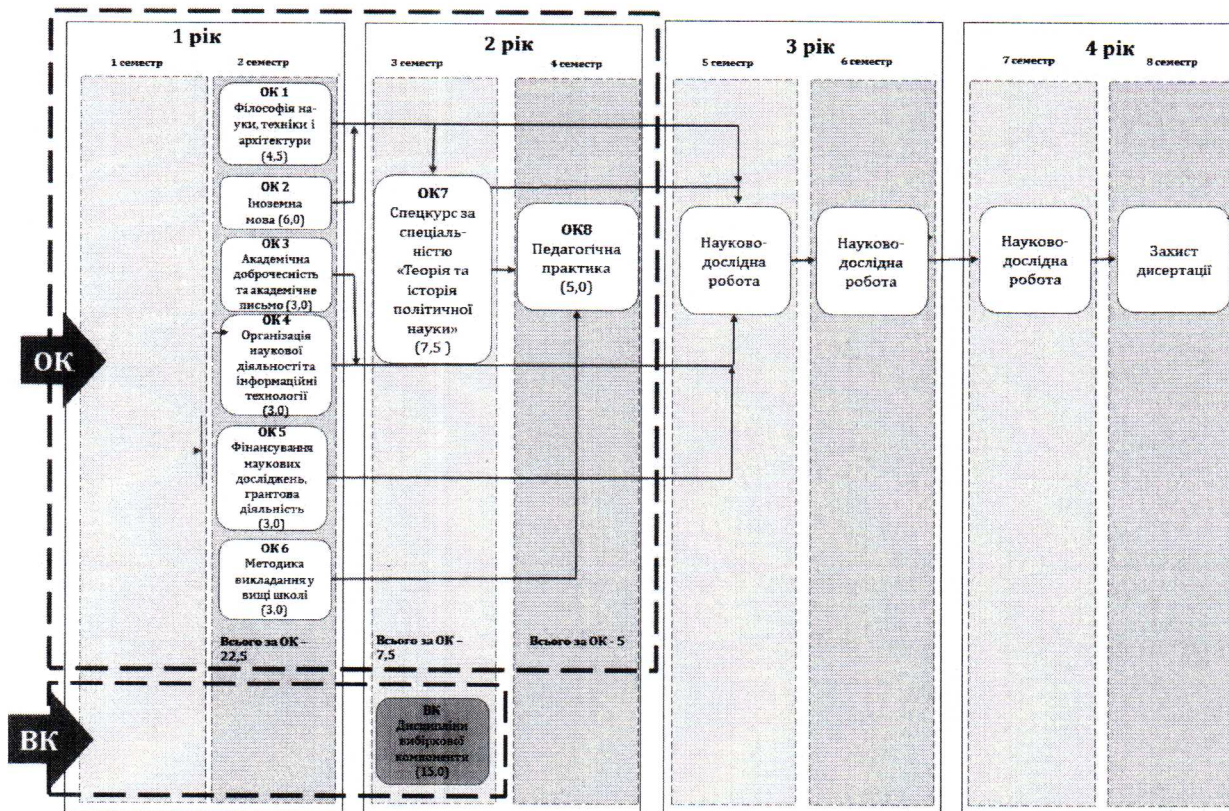 1 рік
2 рік
3 рік
4 рік
1 семестр
2 семестр
3 семестр
4 семестр
5 семестр
6 семестр
7 семестр
8 семестр
ОК 1
Філософія на-
уки, техніки і
архітектури
(4,5)
ОК 2
Іноземна
мова (6,0)
ОК 3
Академічна
доброчесність
та академічне
письмо (3,0)
ОК 4
Організація
наукової
діяльності та
інформаційні
технології
(3,0)
ОК 5
Фінансування
наукових
досліджень,
грантова
діяльність
(3,0)
ОК 6
Методика
викладання у
вищі школі
(3,0)
Всього за ОК –
22,5
ОК7
Спецкурс за
спеціаль-
ністю
«Теорія та
історія
політичної
науки»
(7,5 )
Всього за ОК –
7,5
ОК8
Педагогічна
практика
(5,0)
Всього за ОК - 5
Науково-
дослідна
робота
Науково-
дослідна
робота
Науково-
дослідна
робота
Захист
дисертації
ОК
ВК
ВК
Дисципліни
вибіркової
компоненти
(15,0)